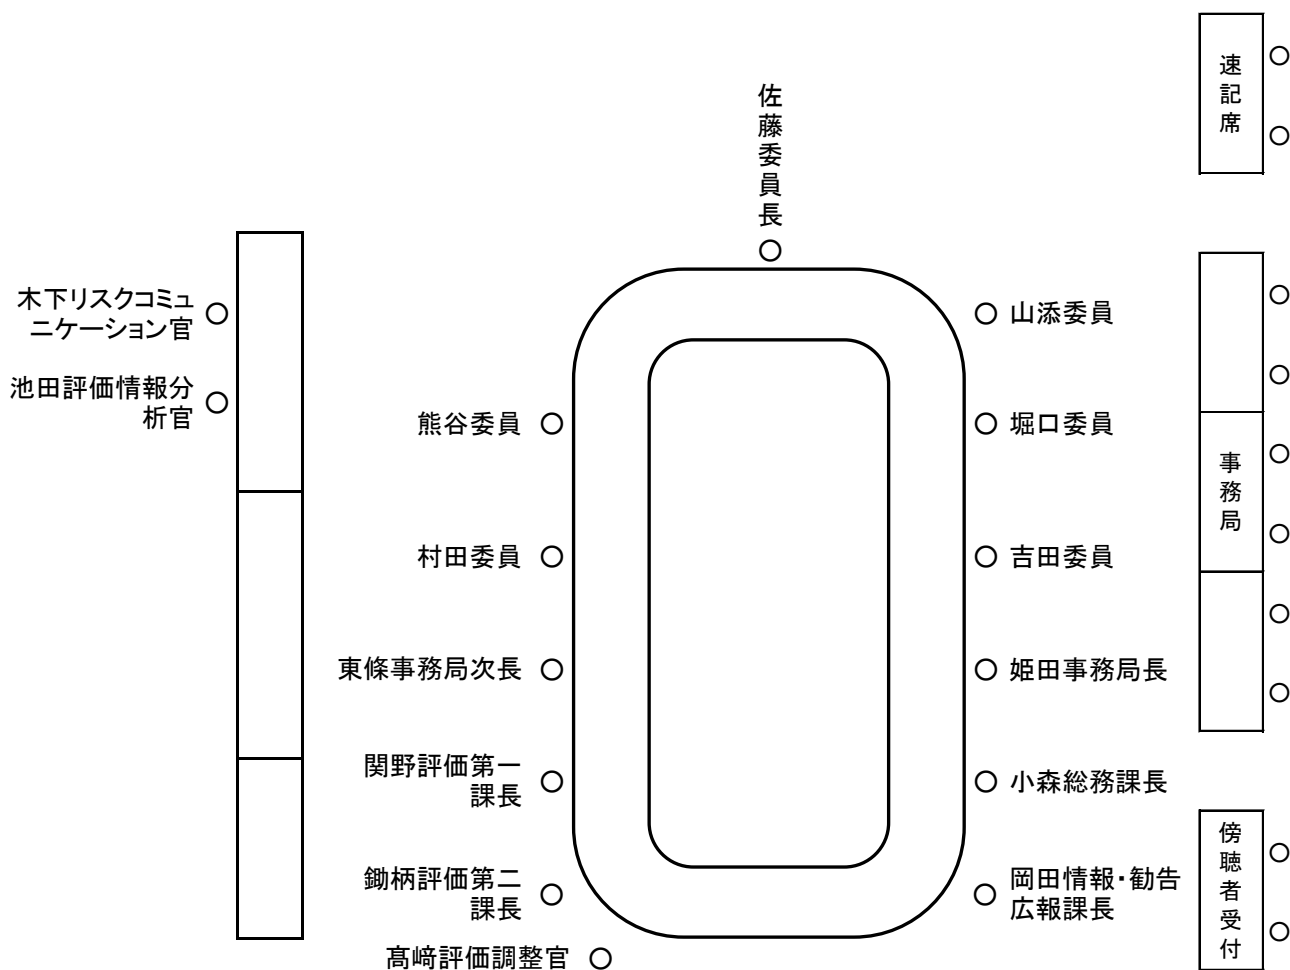 速記席
佐藤委員長
木下リスクコミュ
ニケーション官
山添委員
池田評価情報分
析官
熊谷委員
堀口委員
事務局
村田委員
吉田委員
東條事務局次長
姫田事務局長
関野評価第一
課長
小森総務課長
傍聴者受付
鋤柄評価第二
課長
岡田情報・勧告
広報課長
髙﨑評価調整官